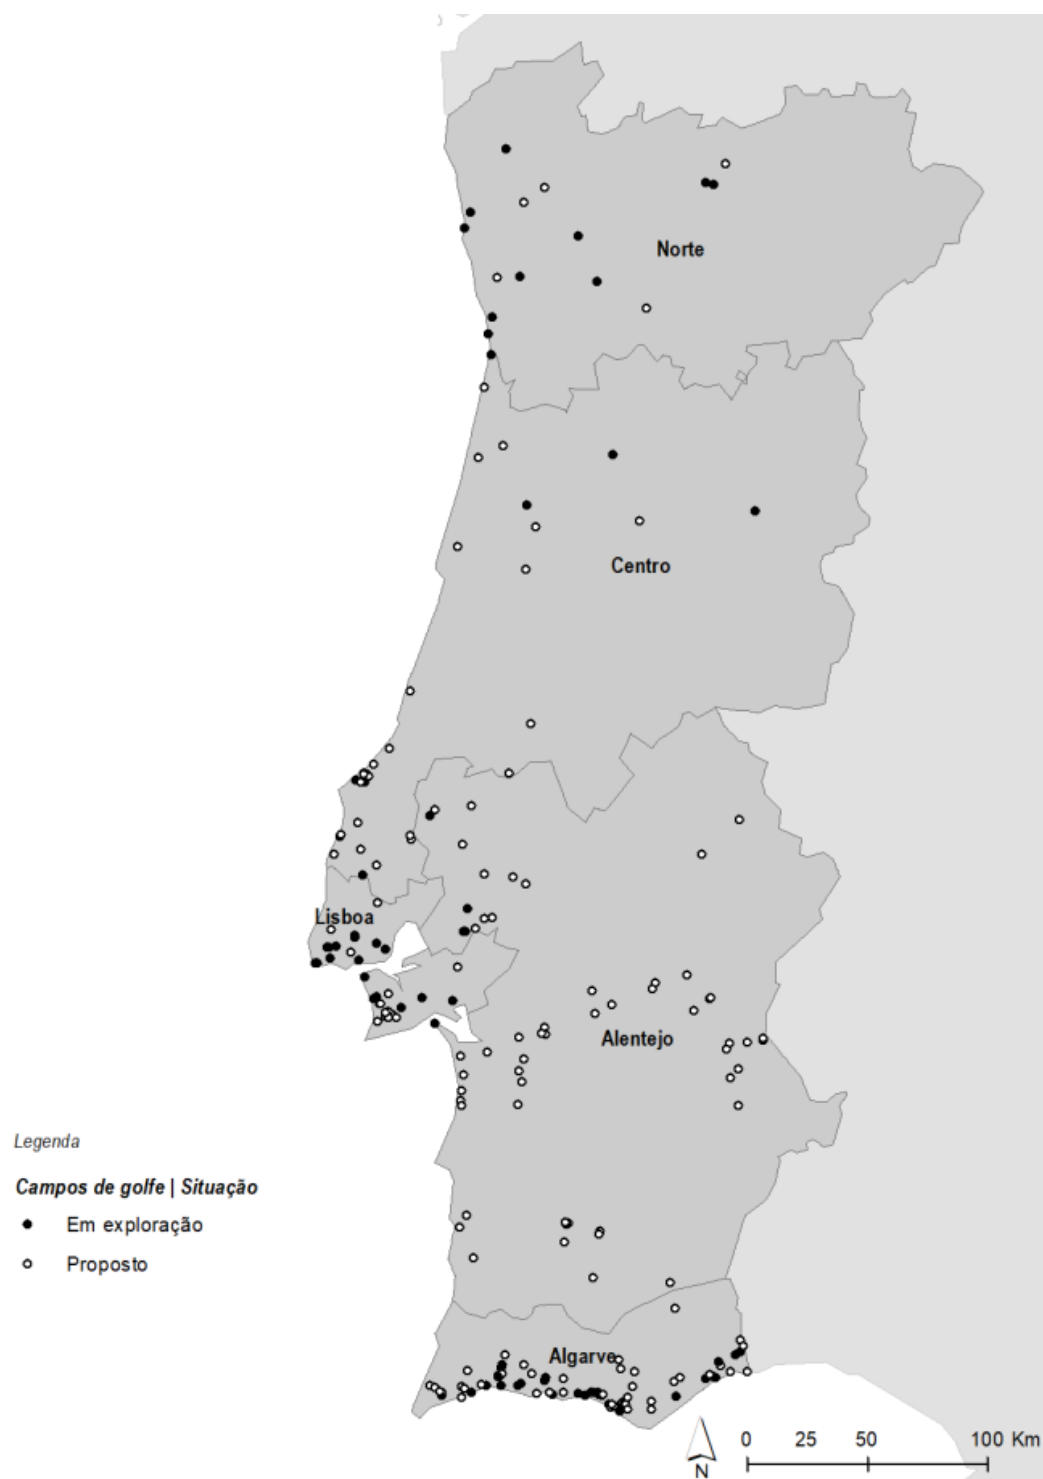 Norte
Centro
Lisboa
Alentejo
Legenda
Campos de golfe | Situação
Em exploração
Proposto
Algarve
N
0 25 50 100 Km